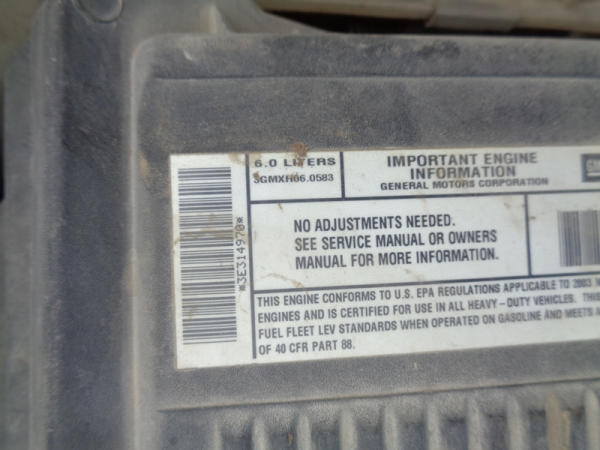 *3E314970*
6.0 LITERS
3GMXH06.0583
IMPORTANT ENGINE
INFORMATION
GENERAL MOTORS CORPORATION
NO ADJUSTMENTS NEEDED.
SEE SERVICE MANUAL OR OWNERS
MANUAL FOR MORE INFORMATION.
THIS ENGINE CONFORMS TO U.S. EPA REGULATIONS APPLICABLE TO 2003
ENGINES AND IS CERTIFIED FOR USE IN ALL HEAVY-DUTY VEHICLES. THIS
FUEL FLEET LEV STANDARDS WHEN OPERATED ON GASOLINE AND MEETS
OF 40 CFR PART 88.